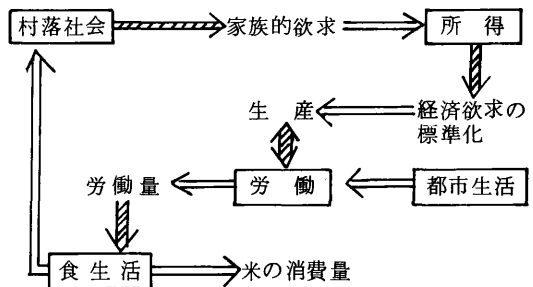 村落社会 家族的欲求 所得
生産 経済欲求の
標準化
労働量 労働 都市生活
食生活 米の消費量